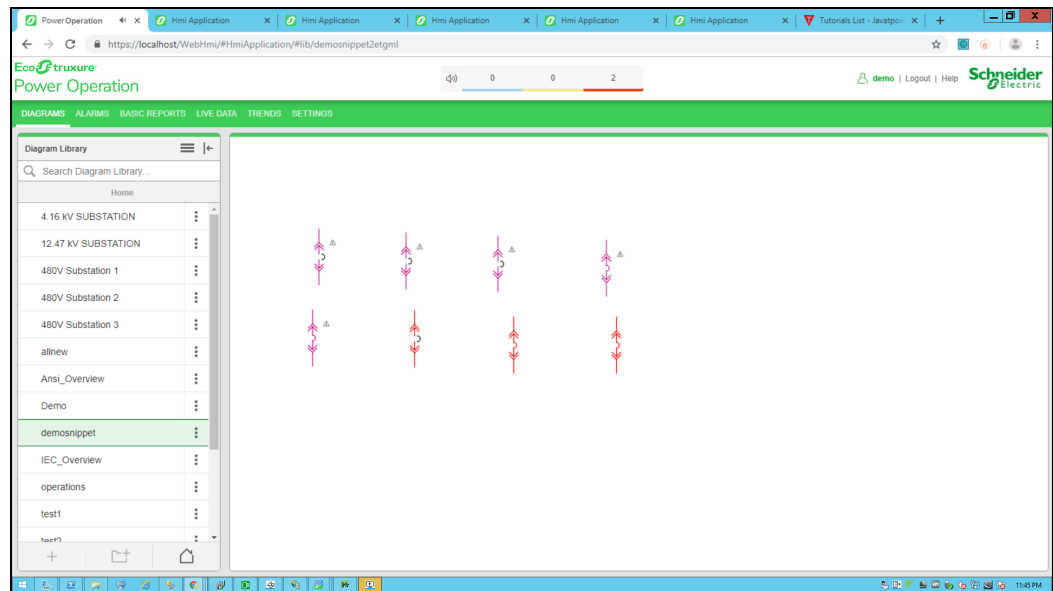 Power Operation
Hmi Application
Hmi Application
Hmi Application
Hmi Application
Hmi Application
Tutorials List - Javatpoin
https://localhost/WebHmi/#HmiApplication/#lib/demosnippet2etgml
EcoStruxure
Power Operation
0 0 2
demo | Logout | Help
Schneider
Electric
DIAGRAMS ALARMS BASIC REPORTS LIVE DATA TRENDS SETTINGS
Diagram Library
Search Diagram Library...
Home
4.16 kV SUBSTATION
12.47 kV SUBSTATION
480V Substation 1
480V Substation 2
480V Substation 3
allnew
Ansi_Overview
Demo
demosnippet
IEC_Overview
operations
test1
test2
11:45 PM